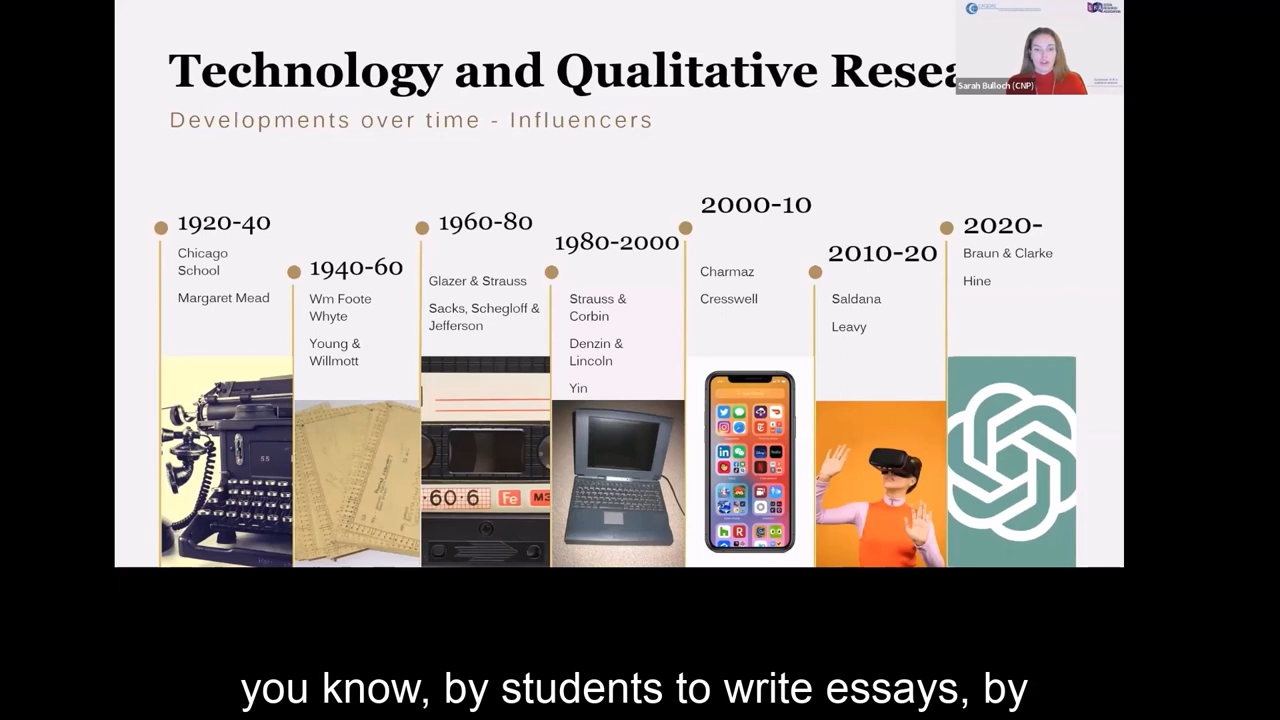 Technology and Qualitative Resea
Developments over time - Influencers
Sarah Bulloch (CNP)
1920-40
Chicago
School
Margaret Mead
1940-60
Wm Foote
Whyte
Young &
Willmott
1960-80
Glazer & Strauss
Sacks, Schegloff &
Jefferson
1980-2000
Strauss &
Corbin
Denzin &
Lincoln
Yin
2000-10
Charmaz
Cresswell
2010-20
Saldana
Leavy
2020-
Braun & Clarke
Hine
55
60·6
Fe
you know, by students to write essays, by